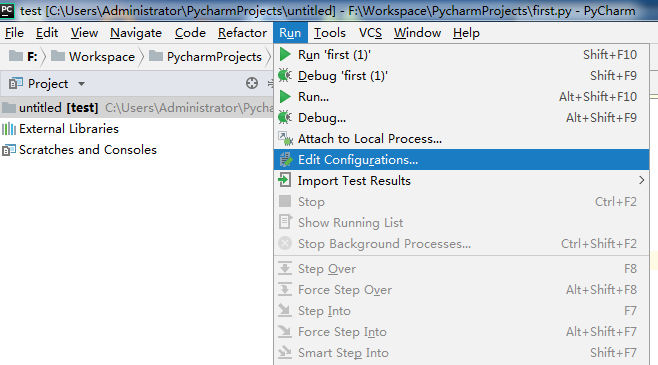 PC test [C:\Users\Administrator\PycharmProjects\untitled] - F:\Workspace\PycharmProjects\first.py - PyCharm
File Edit View Navigate Code Refactor Run Tools VCS Window Help
F: Workspace PycharmProjects
Project
untitled [test] C:\Users\Administrator\Pycha
External Libraries
Scratches and Consoles
Run 'first (1)' Shift+F10
Debug 'first (1)' Shift+F9
Run... Alt+Shift+F10
Debug... Alt+Shift+F9
Attach to Local Process...
Edit Configurations...
Import Test Results
Stop Ctrl+F2
Show Running List
Stop Background Processes... Ctrl+Shift+F2
Step Over F8
Force Step Over Alt+Shift+F8
Step Into F7
Force Step Into Alt+Shift+F7
Smart Step Into Shift+F7